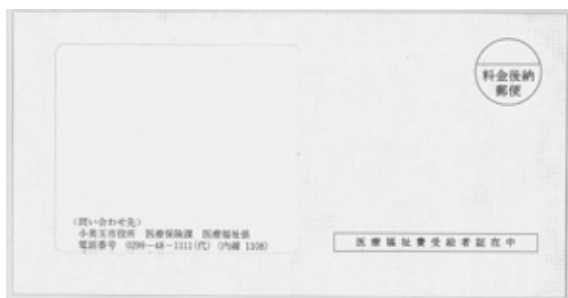 料金後納
郵便
〈問い合わせ先〉
小美玉市役所 医療保険課 医療福祉係
電話番号 0299-48-1111(代) (内線 1108)
医療福祉費受給者証在中